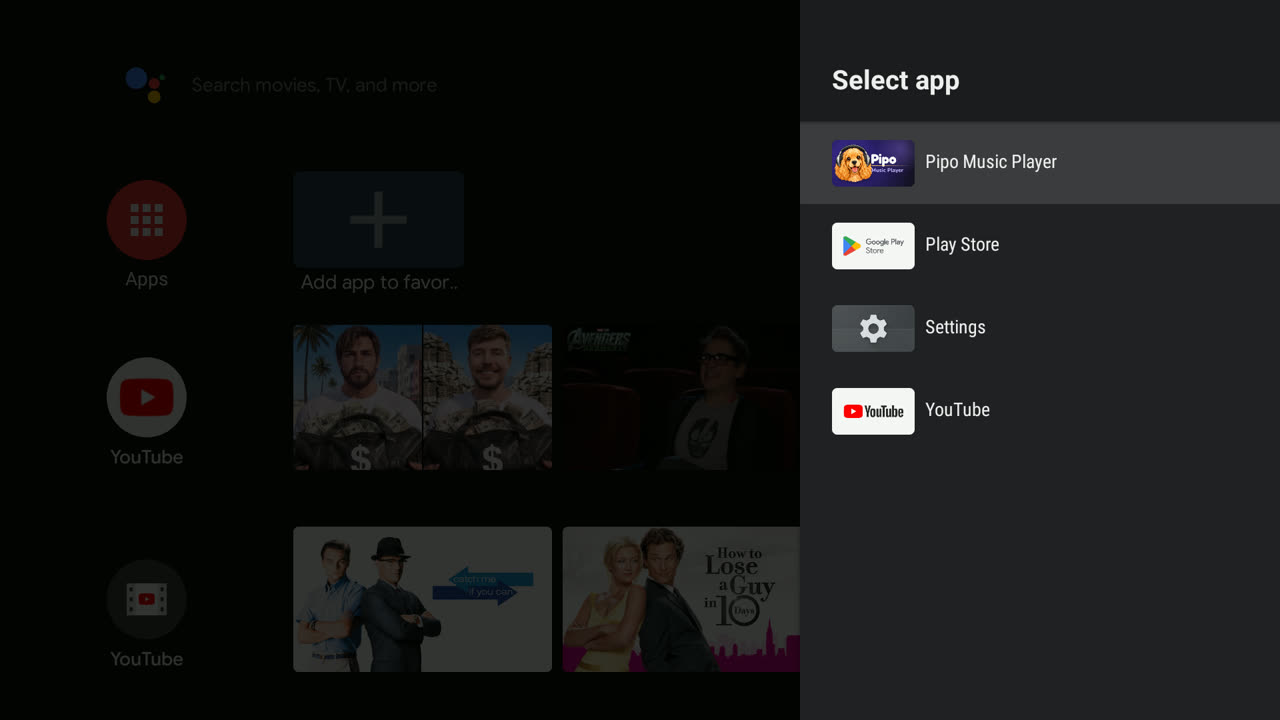 Search movies, TV, and more
Apps
Add app to favor..
YouTube
AVENGERS
$
$
YouTube
catch me
if you can
How to
Lose
a Guy
in 10
Days
Select app
Pipo
Music Player
Pipo Music Player
Google Play
Store
Play Store
Settings
YouTube
YouTube